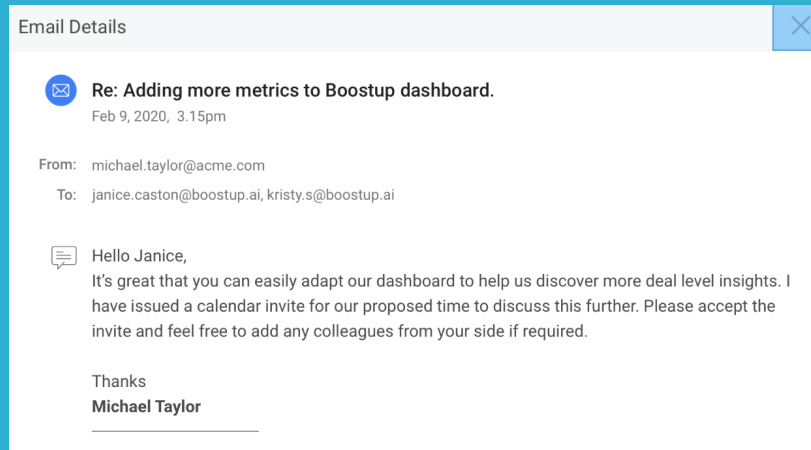 Email Details
Re: Adding more metrics to Boostup dashboard.
Feb 9, 2020, 3.15pm
From: michael.taylor@acme.com
To: janice.caston@boostup.ai, kristy.s@boostup.ai
Hello Janice,
It's great that you can easily adapt our dashboard to help us discover more deal level insights. I
have issued a calendar invite for our proposed time to discuss this further. Please accept the
invite and feel free to add any colleagues from your side if required.
Thanks
Michael Taylor